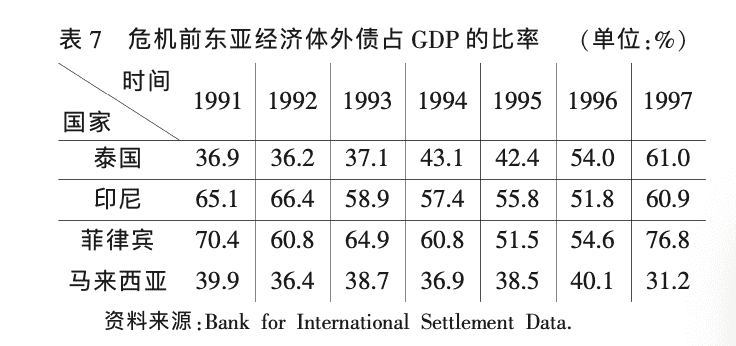 表 7 危机前东亚经济体外债占 GDP 的比率 (单位:%)
时间
国家
1991 1992 1993 1994 1995 1996 1997
泰国 36.9 36.2 37.1 43.1 42.4 54.0 61.0
印尼 65.1 66.4 58.9 57.4 55.8 51.8 60.9
菲律宾 70.4 60.8 64.9 60.8 51.5 54.6 76.8
马来西亚 39.9 36.4 38.7 36.9 38.5 40.1 31.2
资料来源:Bank for International Settlement Data.